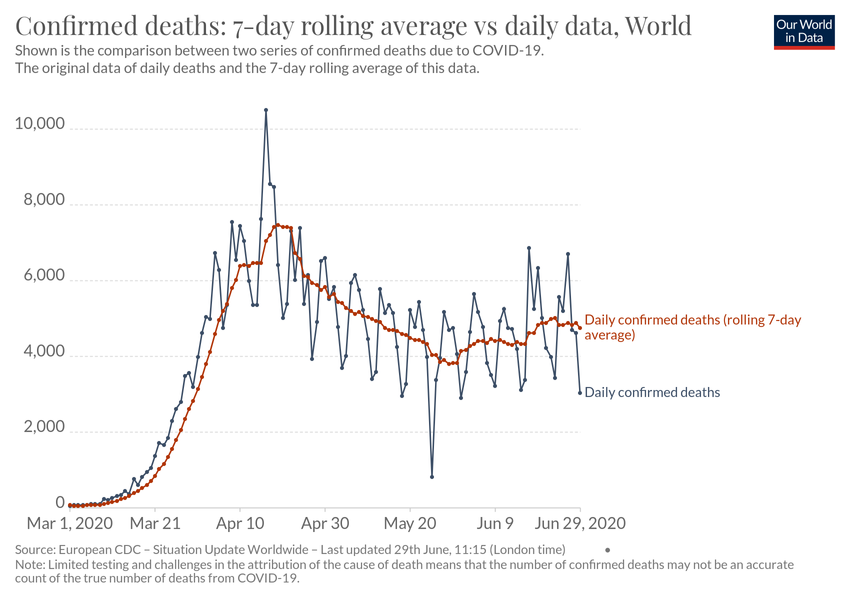 Confirmed deaths: 7-day rolling average vs daily data, World
Shown is the comparison between two series of confirmed deaths due to COVID-19.
The original data of daily deaths and the 7-day rolling average of this data.
Our World
in Data
10,000
8,000
6,000
4,000
2,000
0
Daily confirmed deaths (rolling 7-day
average)
Daily confirmed deaths
Mar 1, 2020 Mar 21 Apr 10 Apr 30 May 20 Jun 9 Jun 29, 2020
Source: European CDC – Situation Update Worldwide – Last updated 29th June, 11:15 (London time) •
Note: Limited testing and challenges in the attribution of the cause of death means that the number of confirmed deaths may not be an accurate
count of the true number of deaths from COVID-19.